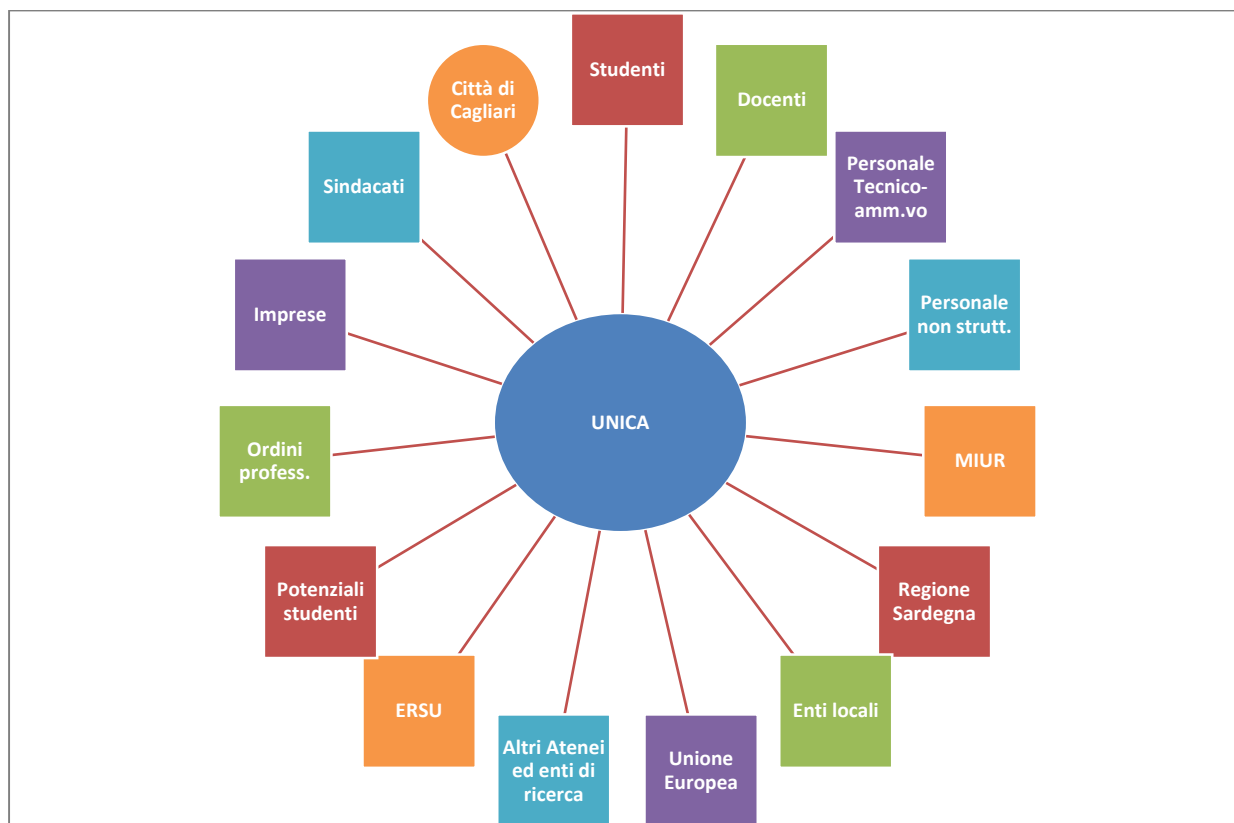 Studenti
Docenti
Personale
Tecnico-
amm.vo
Personale
non strutt.
MIUR
Regione
Sardegna
Enti locali
Unione
Europea
Altri Atenei
ed enti di
ricerca
ERSU
Potenziali
studenti
Ordini
profess.
Imprese
Sindacati
Città di
Cagliari
UNICA